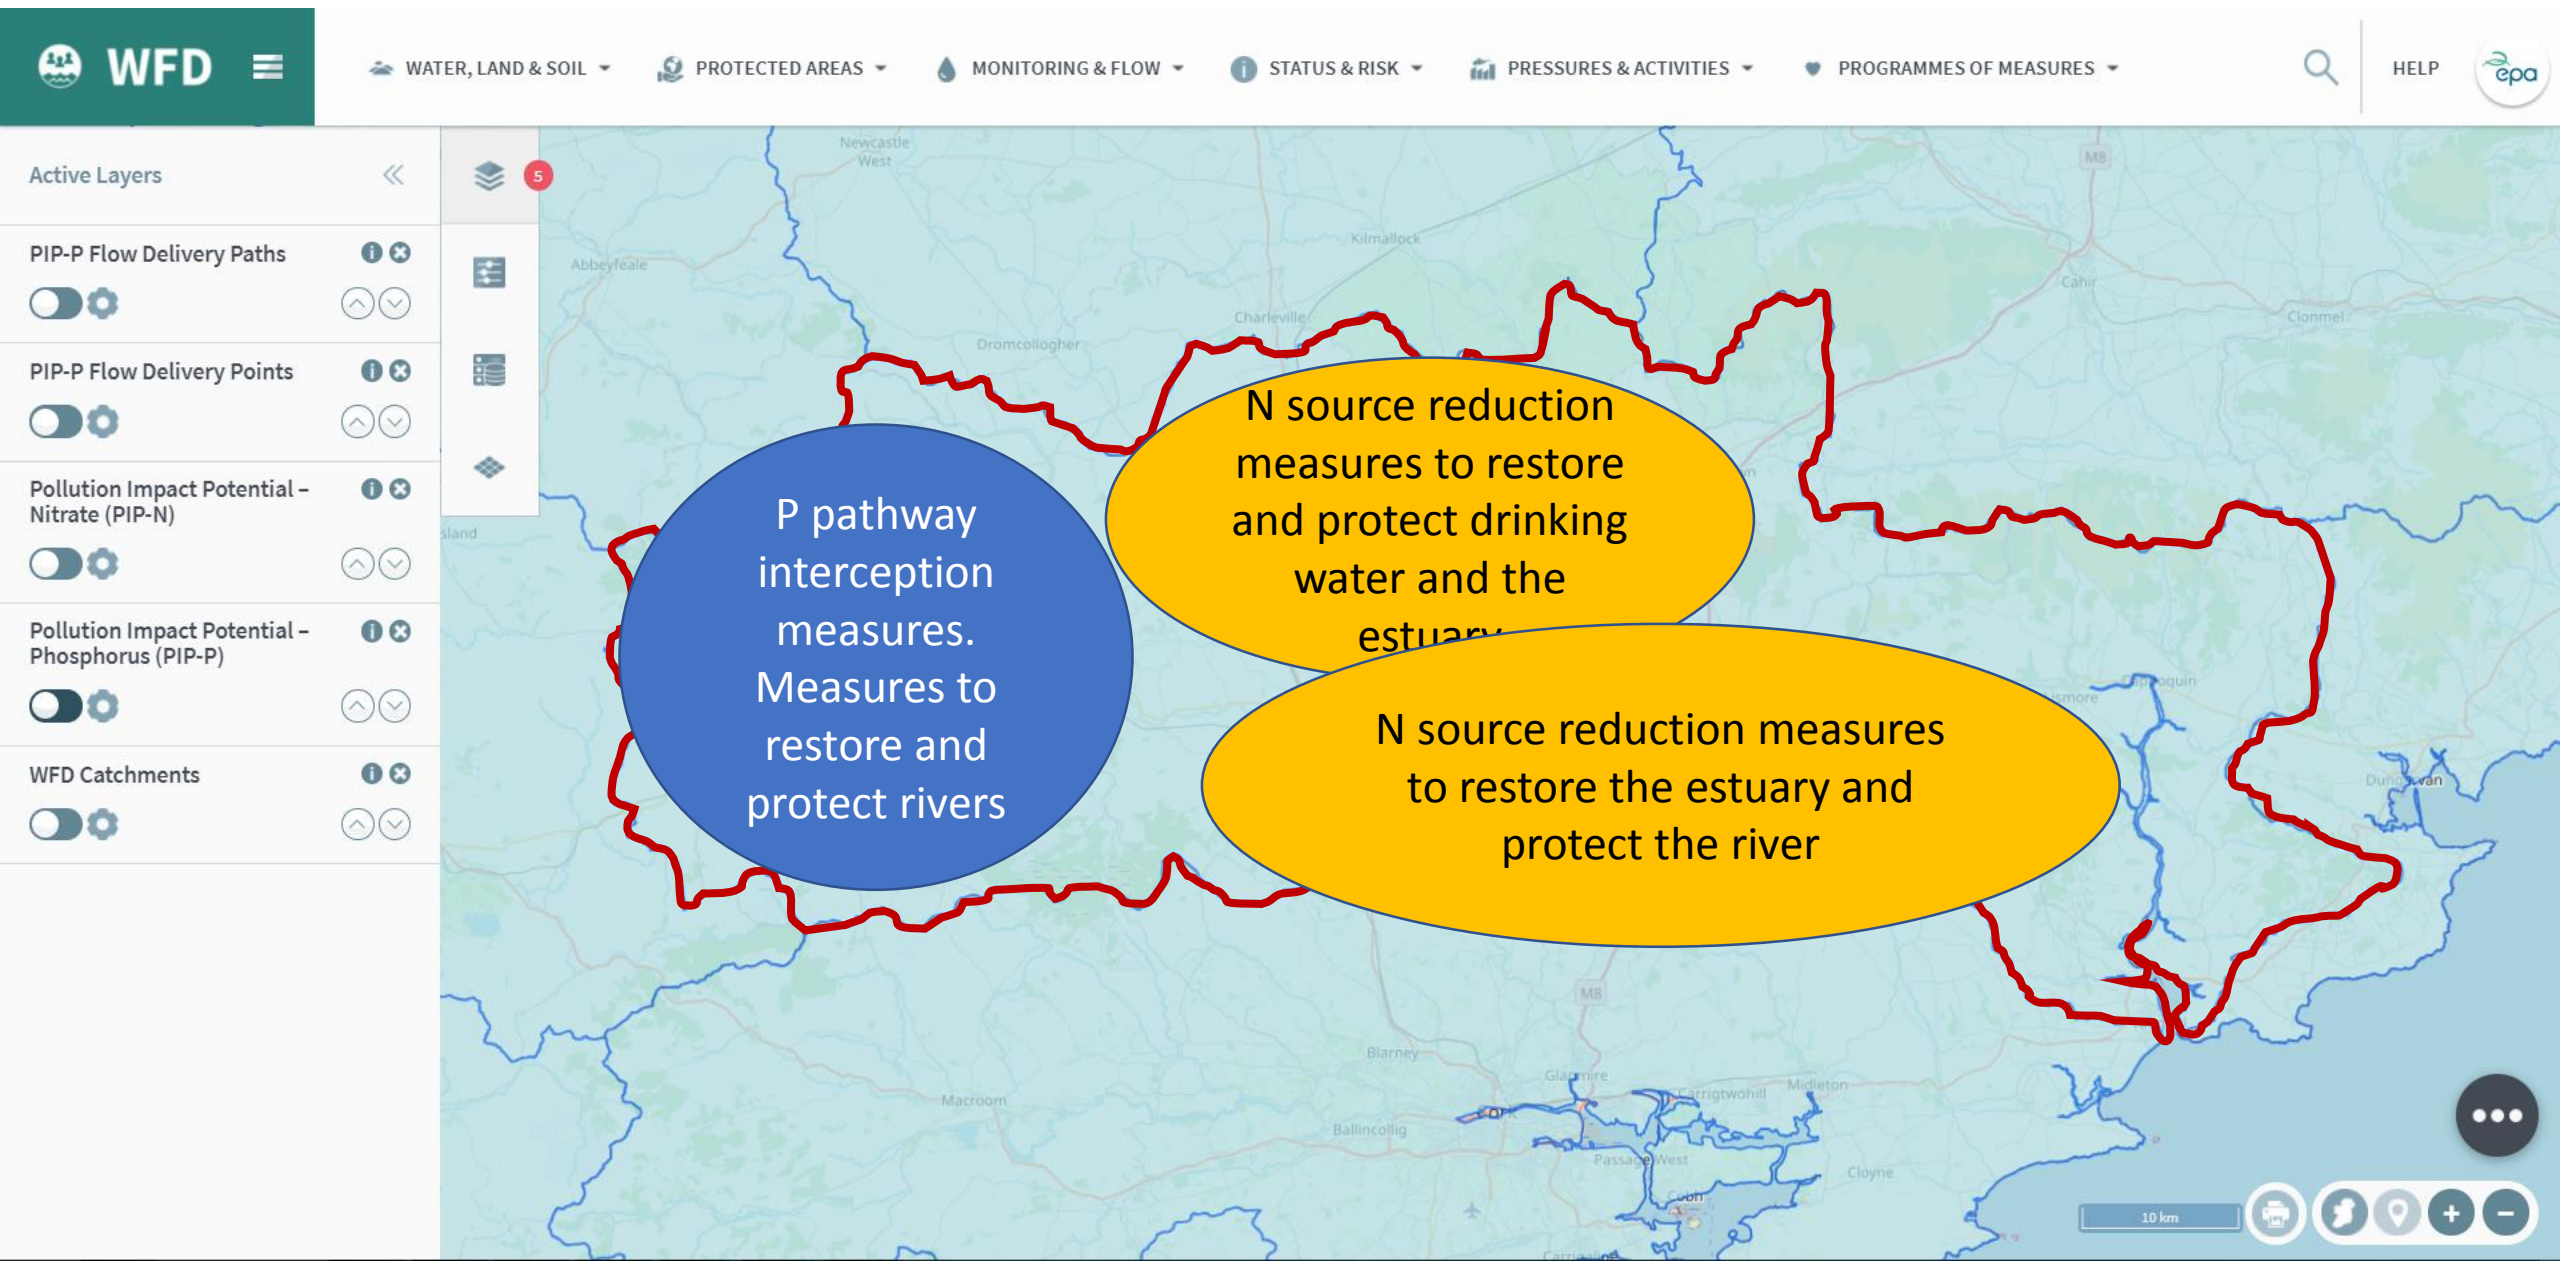 WFD
WATER, LAND & SOIL
PROTECTED AREAS
MONITORING & FLOW
STATUS & RISK
PRESSURES & ACTIVITIES
PROGRAMMES OF MEASURES
HELP
epa
Active Layers
5
PIP-P Flow Delivery Paths
PIP-P Flow Delivery Points
Pollution Impact Potential –
Nitrate (PIP-N)
Pollution Impact Potential –
Phosphorus (PIP-P)
WFD Catchments
Newcastle
West
M8
Kilmallock
Abbeyfeale
Cahir
Charleville
Clonmel
Dromcollogher
N source reduction
measures to restore
and protect drinking
water and the
estuary
P pathway
interception
measures.
Measures to
restore and
protect rivers
N source reduction measures
to restore the estuary and
protect the river
M8
Blarney
Glanmire
Carrigtwohill
Midleton
Macroom
Ballincollig
Passage West
Cloyne
Cobh
10 km